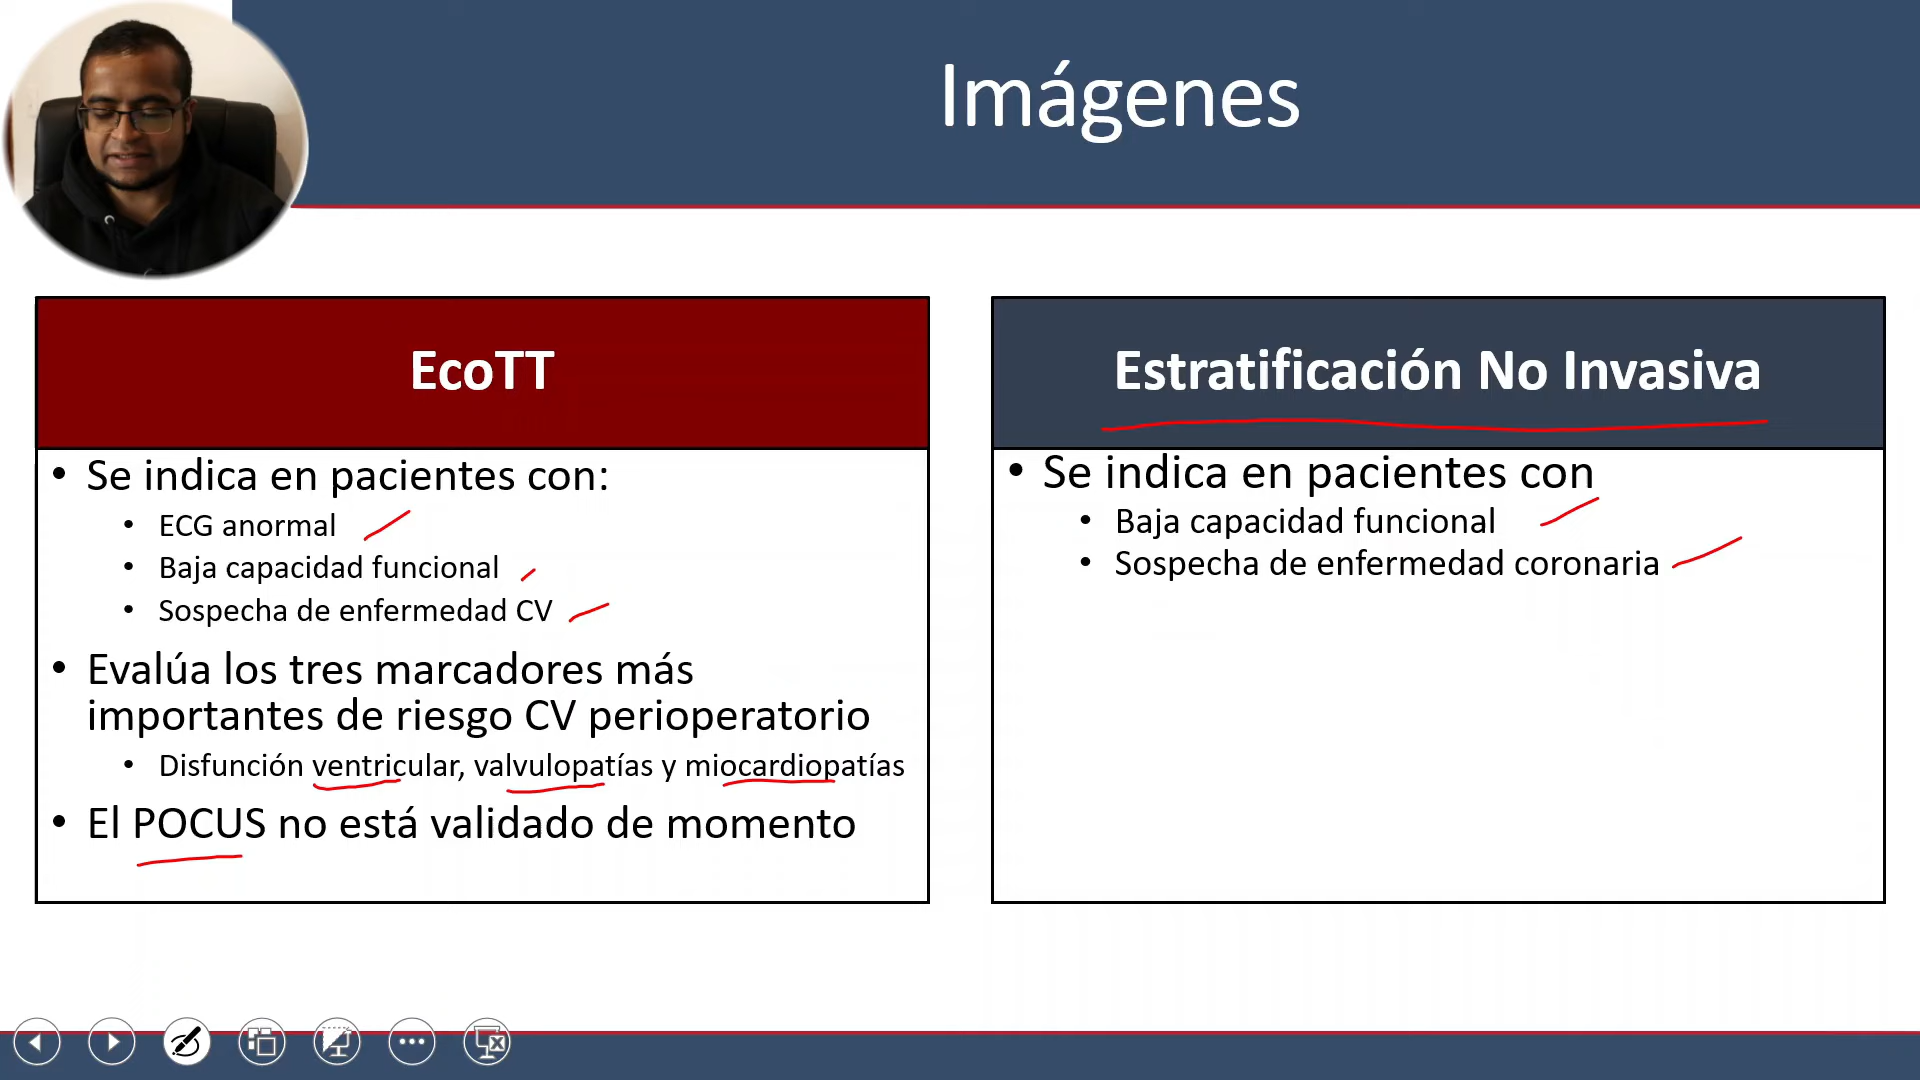 Imágenes
EcoTT
• Se indica en pacientes con:
• ECG anormal
• Baja capacidad funcional
• Sospecha de enfermedad CV
• Evalúa los tres marcadores más
importantes de riesgo CV perioperatorio
• Disfunción ventricular, valvulopatías y miocardiopatías
• El POCUS no está validado de momento
Estratificación No Invasiva
• Se indica en pacientes con
• Baja capacidad funcional
• Sospecha de enfermedad coronaria